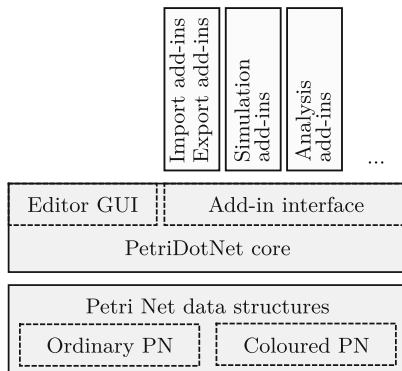 Import add-ins
Export add-ins
Simulation
add-ins
Analysis
add-ins
...
Editor GUI
Add-in interface
PetriDotNet core
Petri Net data structures
Ordinary PN
Coloured PN